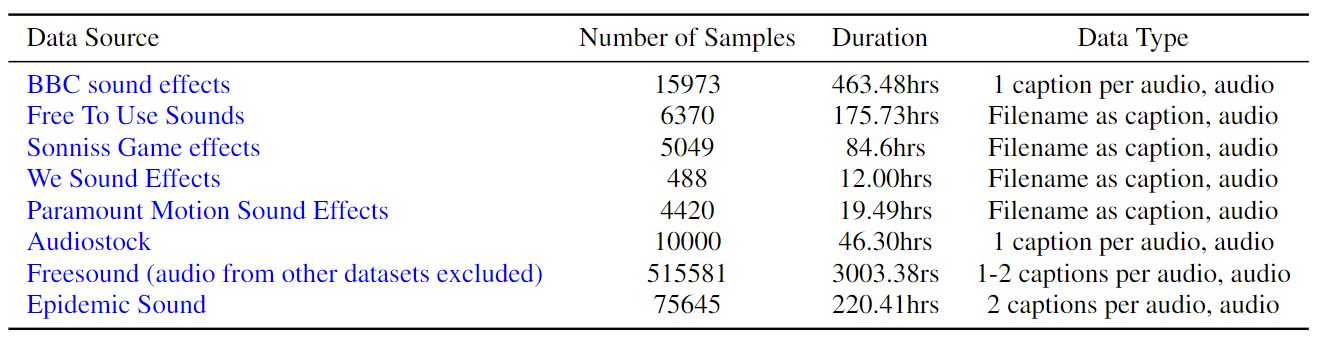 Data Source Number of Samples Duration Data Type
BBC sound effects 15973 463.48hrs 1 caption per audio, audio
Free To Use Sounds 6370 175.73hrs Filename as caption, audio
Sonniss Game effects 5049 84.6hrs Filename as caption, audio
We Sound Effects 488 12.00hrs Filename as caption, audio
Paramount Motion Sound Effects 4420 19.49hrs Filename as caption, audio
Audiostock 10000 46.30hrs 1 caption per audio, audio
Freesound (audio from other datasets excluded) 515581 3003.38rs 1-2 captions per audio, audio
Epidemic Sound 75645 220.41hrs 2 captions per audio, audio